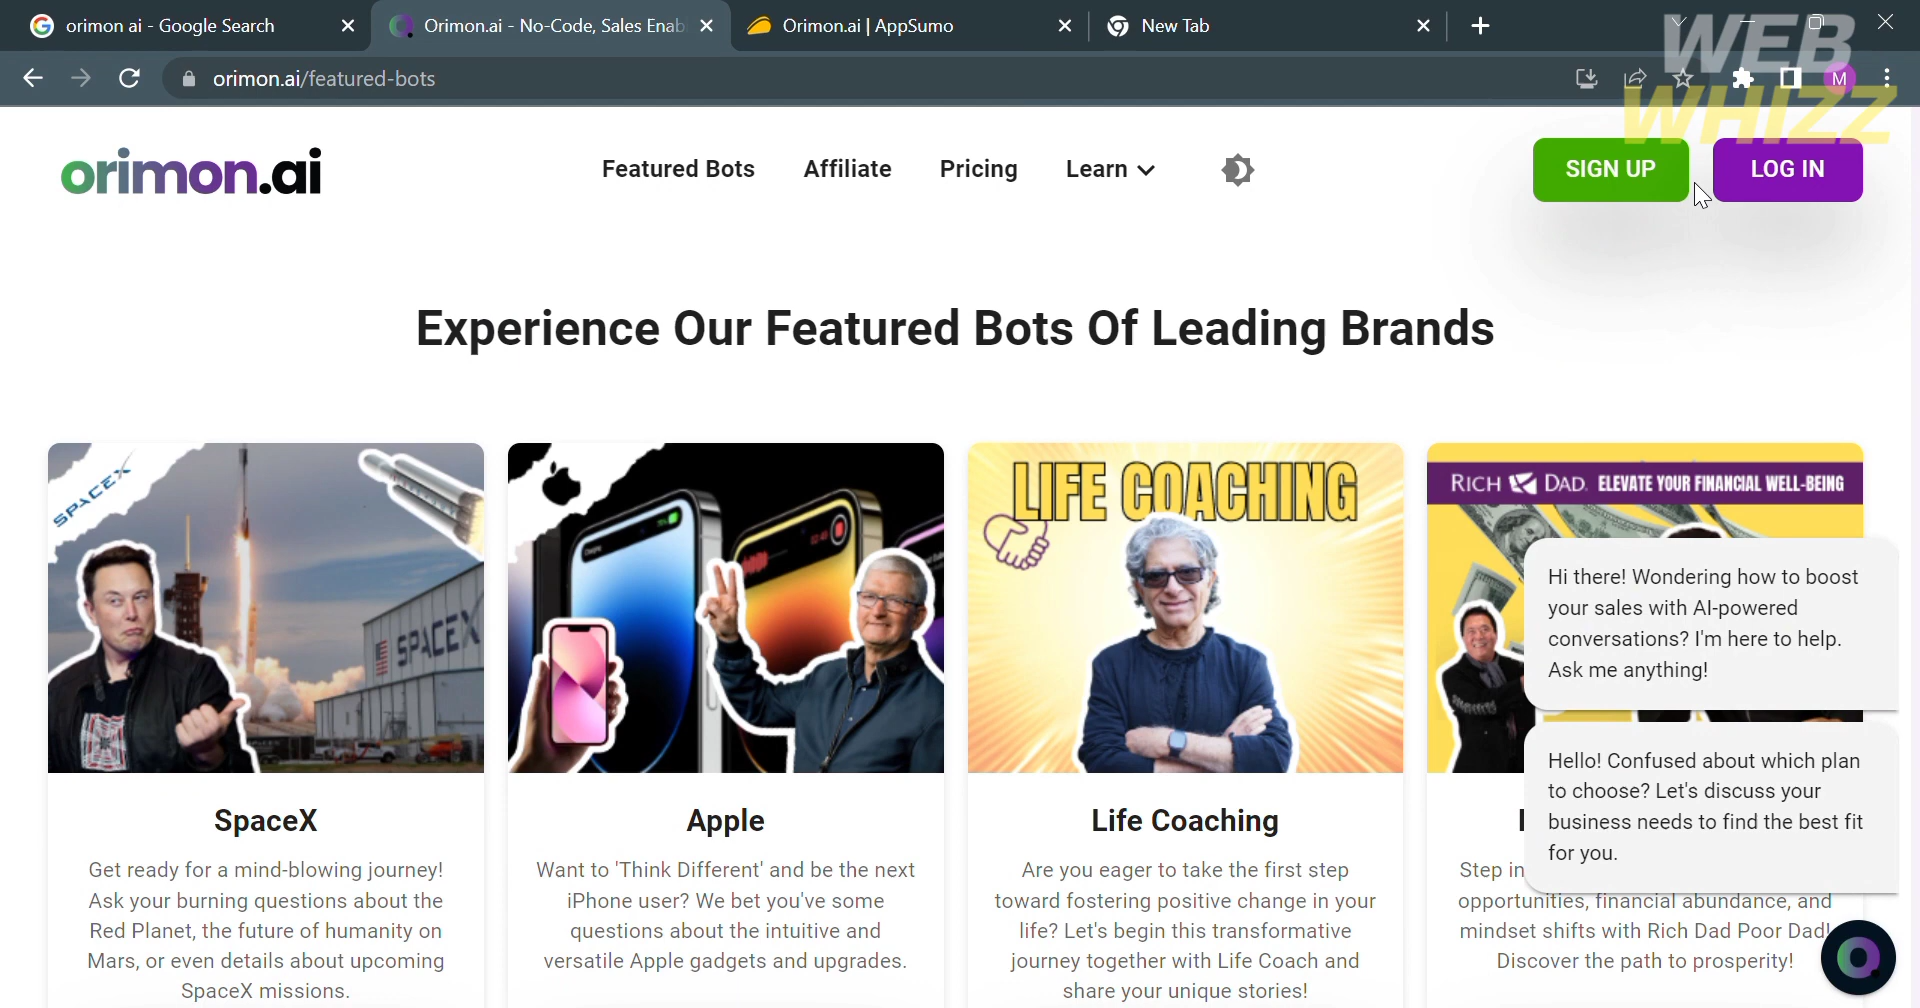 orimon ai - Google Search
Orimon.ai - No-Code, Sales Enab
Orimon.ai | AppSumo
New Tab
WEB
WHIZZ
orimon.ai/featured-bots
M
orimon.ai
Featured Bots
Affiliate
Pricing
Learn
SIGN UP
LOG IN
Experience Our Featured Bots Of Leading Brands
SPACEX
SPACEX
LIFE COACHING
RICH DAD. ELEVATE YOUR FINANCIAL WELL-BEING
SpaceX
Get ready for a mind-blowing journey!
Ask your burning questions about the
Red Planet, the future of humanity on
Mars, or even details about upcoming
SpaceX missions.
Apple
Want to 'Think Different' and be the next
iPhone user? We bet you've some
questions about the intuitive and
versatile Apple gadgets and upgrades.
Life Coaching
Are you eager to take the first step
toward fostering positive change in your
life? Let's begin this transformative
journey together with Life Coach and
share your unique stories!
Step in
opportunities, financial abundance, and
mindset shifts with Rich Dad Poor Dad!
Discover the path to prosperity!
Hi there! Wondering how to boost
your sales with AI-powered
conversations? I'm here to help.
Ask me anything!
Hello! Confused about which plan
to choose? Let's discuss your
business needs to find the best fit
for you.